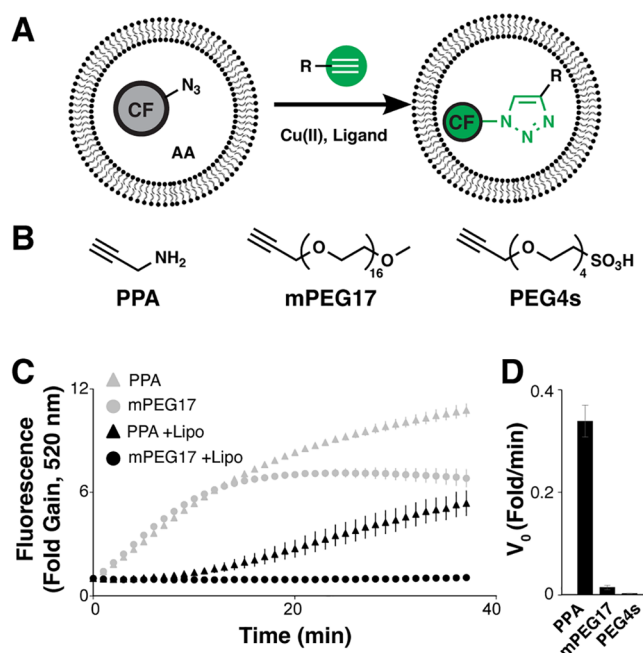 A
CF
N₃
AA
R
Cu(II), Ligand
CF
N
N
N
R
B
NH₂
PPA
O
16
O
mPEG17
O
4
SO₃H
PEG4s
C
Fluorescence
(Fold Gain, 520 nm)
12
6
0
PPA
mPEG17
PPA +Lipo
mPEG17 +Lipo
0
20
40
Time (min)
D
V₀ (Fold/min)
0.4
0.2
0
PPA
mPEG17
PEG4s